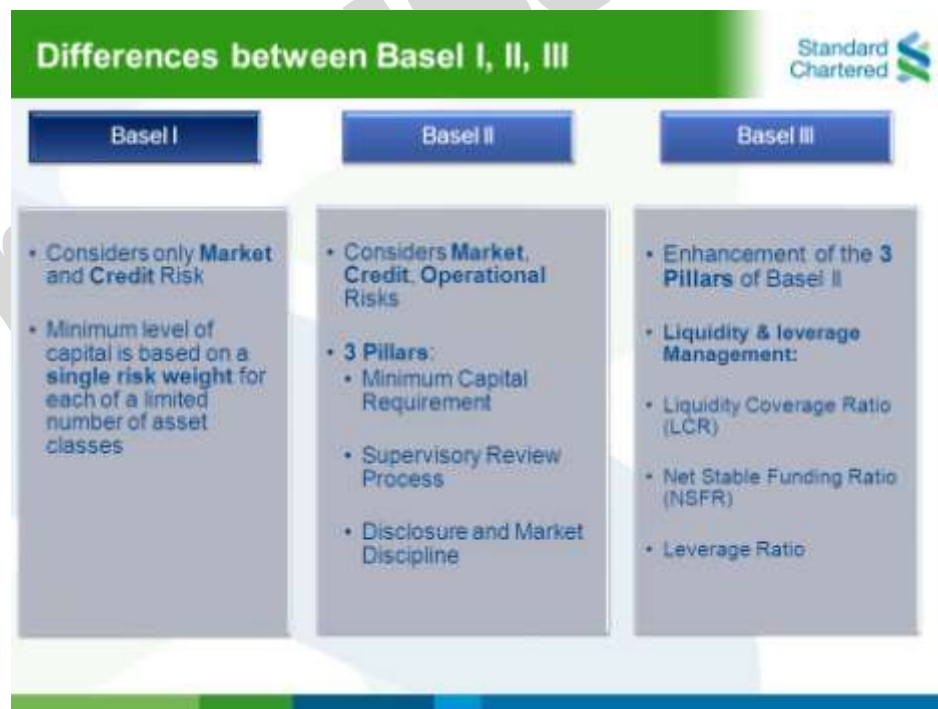 Differences between Basel I, II, III
Standard
Chartered
Basel I
Basel II
Basel III
• Considers only Market
and Credit Risk
• Minimum level of
capital is based on a
single risk weight for
each of a limited
number of asset
classes
• Considers Market,
Credit, Operational
Risks
• 3 Pillars:
• Minimum Capital
Requirement
• Supervisory Review
Process
• Disclosure and Market
Discipline
• Enhancement of the 3
Pillars of Basel II
• Liquidity & leverage
Management:
• Liquidity Coverage Ratio
(LCR)
• Net Stable Funding Ratio
(NSFR)
• Leverage Ratio